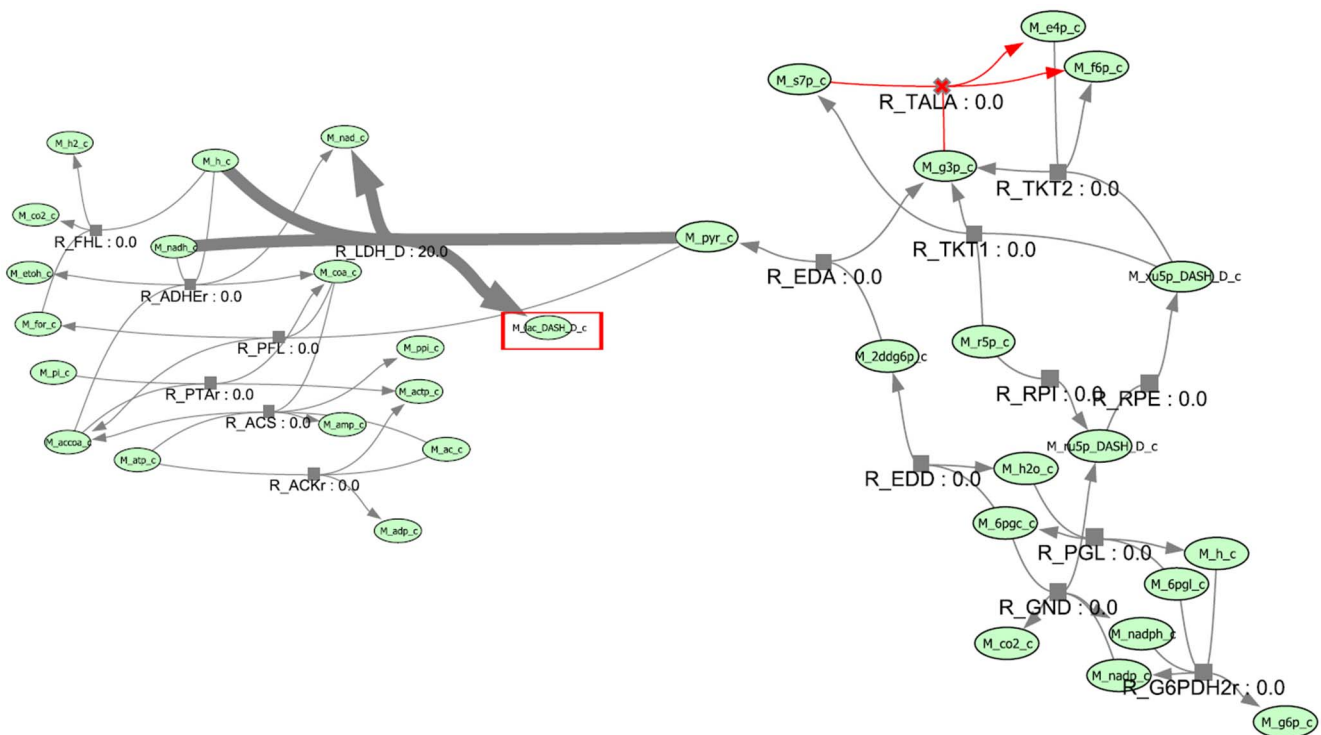 M_e4p_c
M_f6p_c
M_s7p_c
R_TALA : 0.0
M_h2_c
M_h_c
M_nad_c
M_g3p_c
R_TKT2 : 0.0
M_co2_c
R_FHL : 0.0
M_nadh_c
R_LDH_D : 20.0
M_pyr_c
R_TKT1 : 0.0
R_EDA : 0.0
M_etoh_c
R_ADHEr : 0.0
M_coa_c
M_xu5p_DASH_D_c
M_for_c
M_lac_DASH_D_c
R_PFL : 0.0
M_ppi_c
M_r5p_c
M_2ddg6p_c
M_pi_c
R_PTAr : 0.0
M_actp_c
R_RPI : 0.0
R_RPE : 0.0
R_ACS : 0.0
M_amp_c
M_accoa_c
M_atp_c
M_ac_c
M_ru5p_DASH_D_c
R_ACKr : 0.0
R_EDD : 0.0
M_h2o_c
M_adp_c
M_6pgc_c
R_PGL : 0.0
M_h_c
M_6pgl_c
R_GND : 0.0
M_co2_c
M_nadph_c
M_nadp_c
R_G6PDH2r : 0.0
M_g6p_c